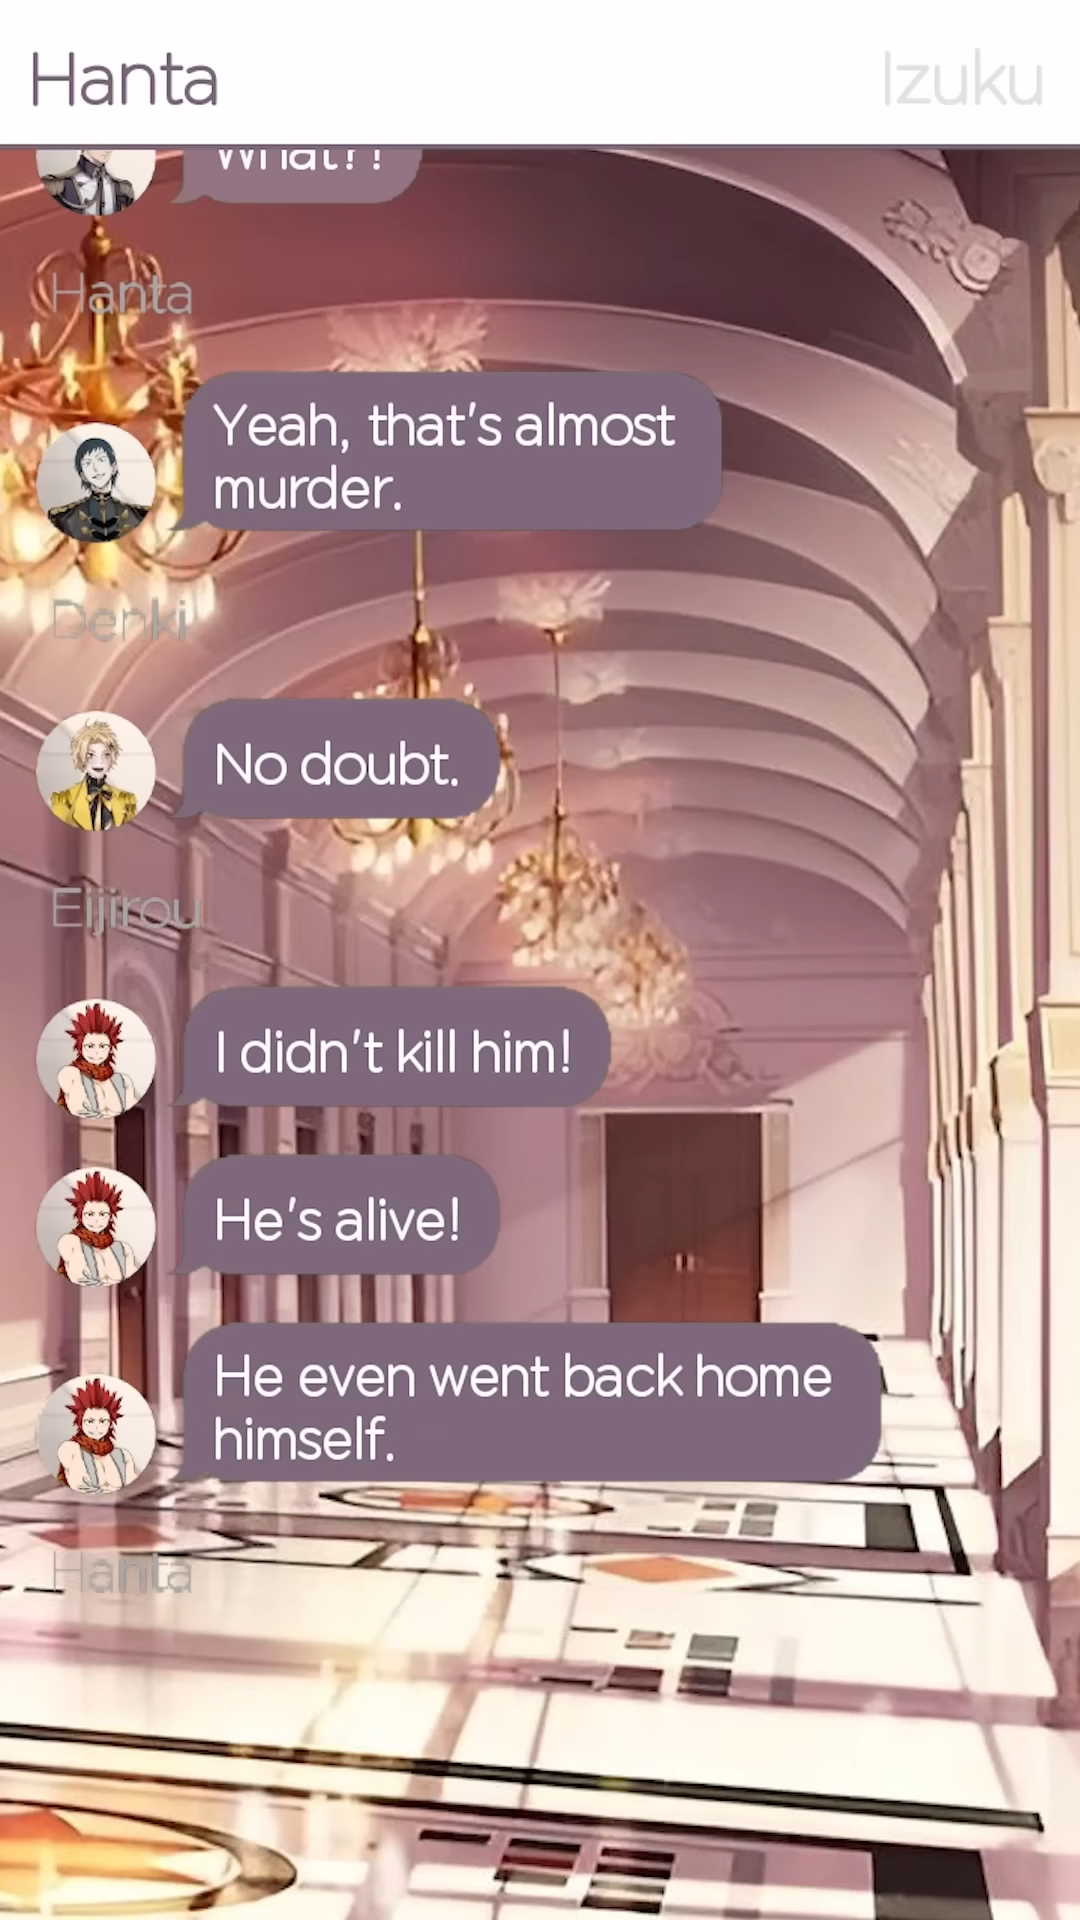 Hanta
Izuku
What?!
Hanta
Yeah, that's almost
murder.
Denki
No doubt.
Eijirou
I didn't kill him!
He's alive!
He even went back home
himself.
Hanta